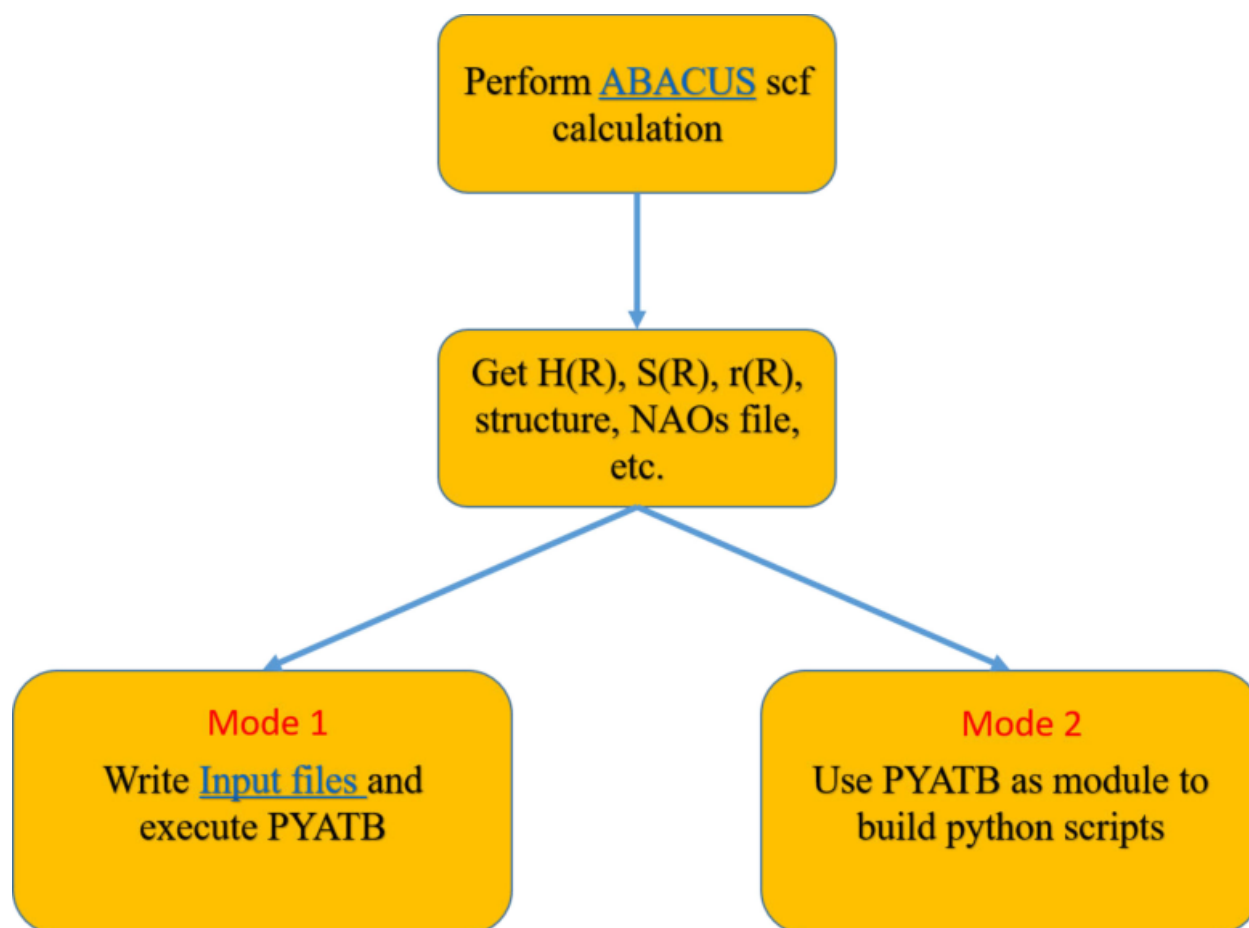 Perform ABACUS scf
calculation
Get H(R), S(R), r(R),
structure, NAOs file,
etc.
Mode 1
Write Input files and
execute PYATB
Mode 2
Use PYATB as module to
build python scripts